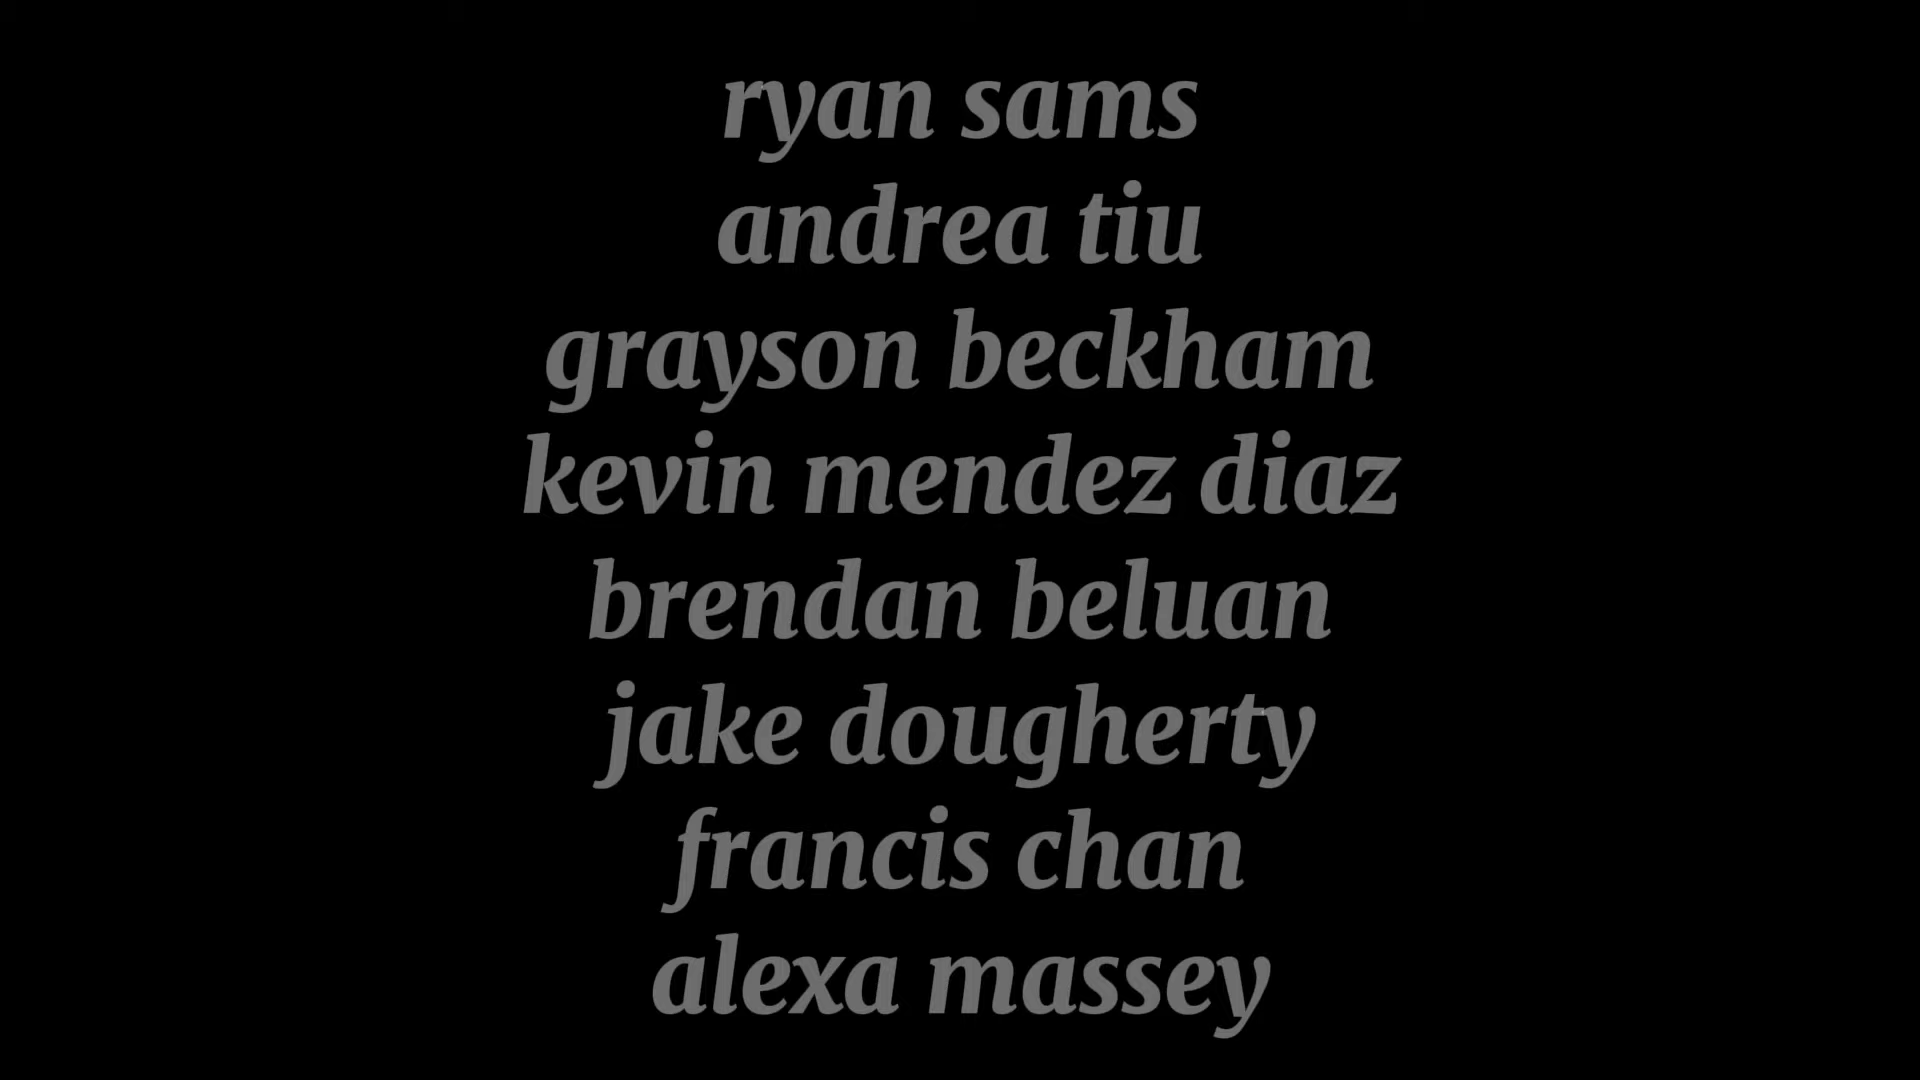 ryan sams
andrea tiu
grayson beckham
kevin mendez diaz
brendan beluan
jake dougherty
francis chan
alexa massey